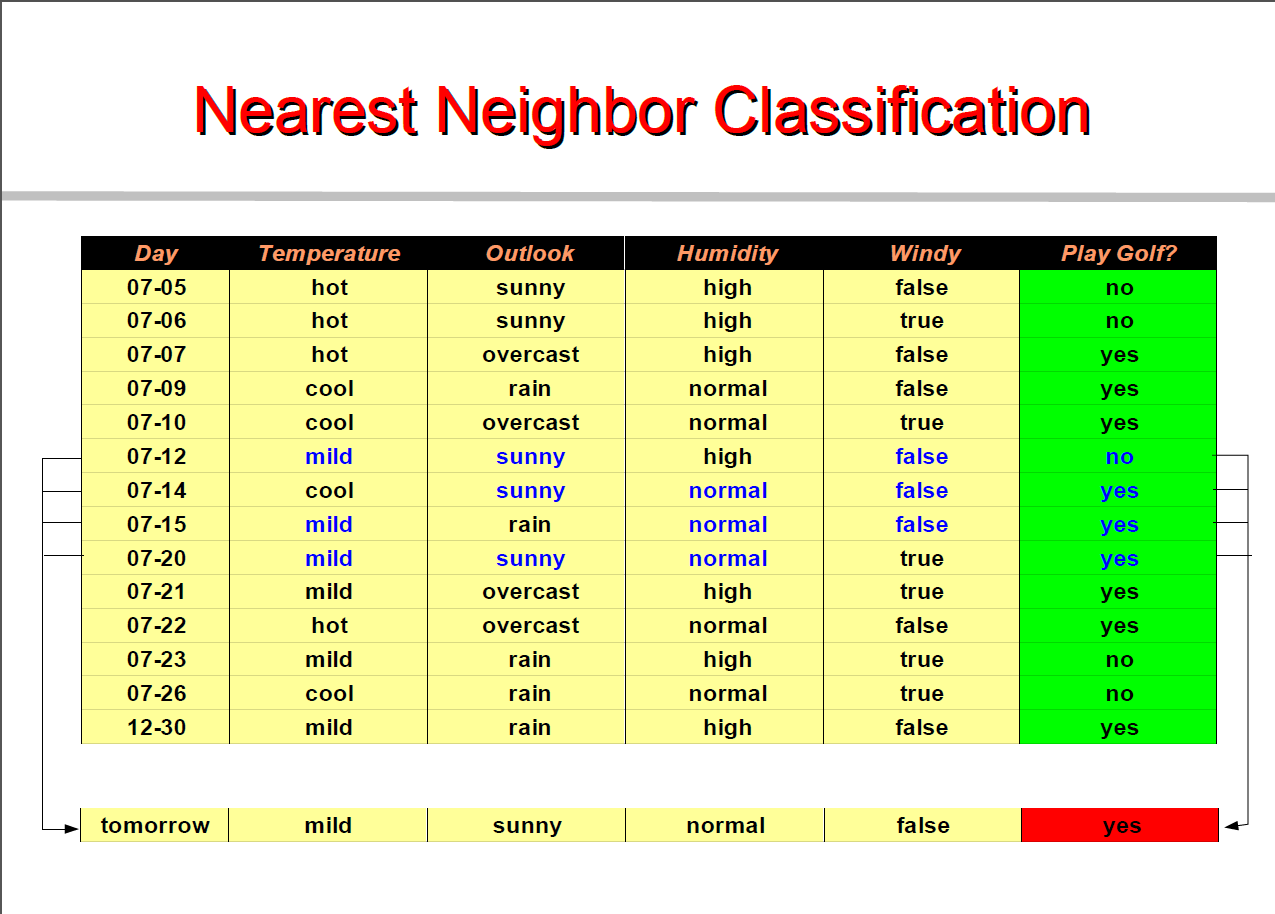 Nearest Neighbor Classification
Day Temperature Outlook Humidity Windy Play Golf?
07-05 hot sunny high false no
07-06 hot sunny high true no
07-07 hot overcast high false yes
07-09 cool rain normal false yes
07-10 cool overcast normal true yes
07-12 mild sunny high false no
07-14 cool sunny normal false yes
07-15 mild rain normal false yes
07-20 mild sunny normal true yes
07-21 mild overcast high true yes
07-22 hot overcast normal false yes
07-23 mild rain high true no
07-26 cool rain normal true no
12-30 mild rain high false yes
tomorrow mild sunny normal false yes